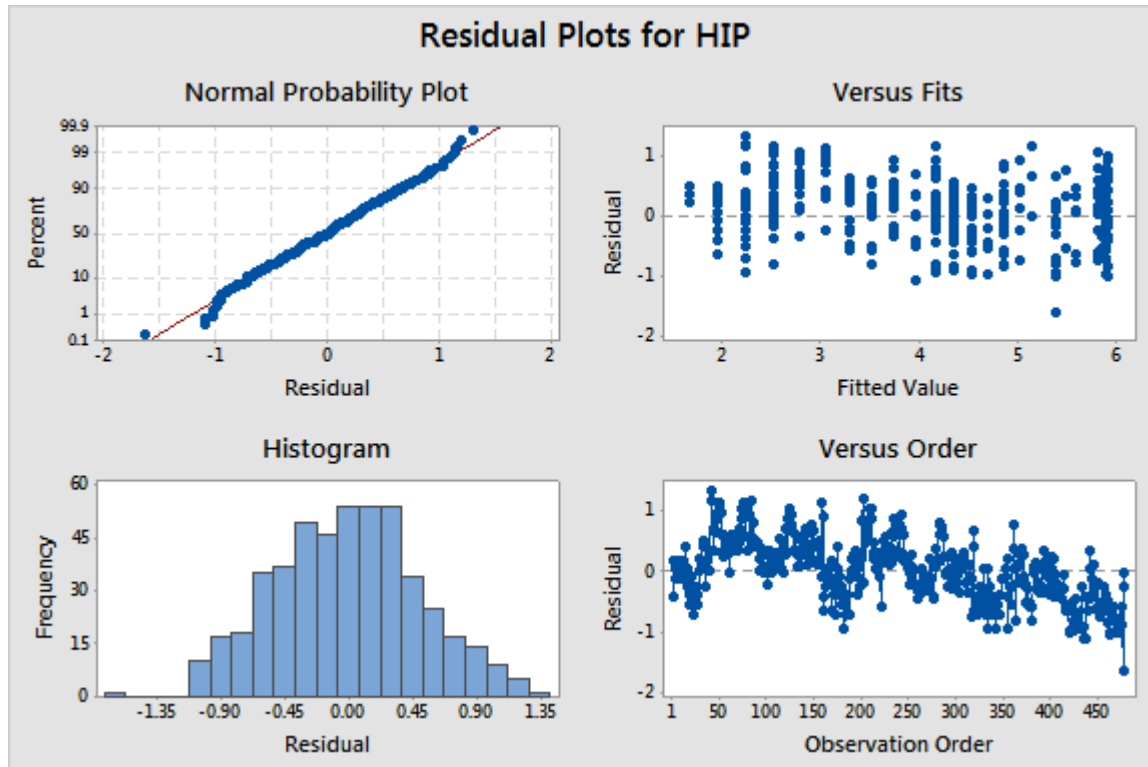 Residual Plots for HIP
Normal Probability Plot
99.9
99
90
50
10
1
0.1
Percent
-2 -1 0 1 2
Residual
Versus Fits
1
0
-1
-2
Residual
2 3 4 5 6
Fitted Value
Histogram
60
45
30
15
0
Frequency
-1.35 -0.90 -0.45 0.00 0.45 0.90 1.35
Residual
Versus Order
1
0
-1
-2
Residual
1 50 100 150 200 250 300 350 400 450
Observation Order